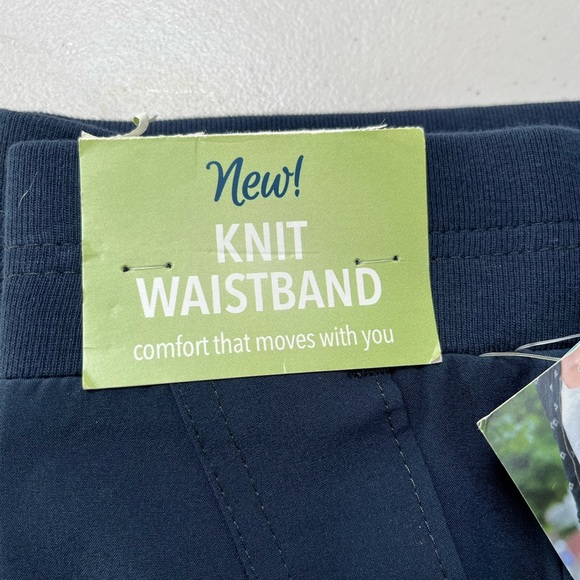 New!
KNIT
WAISTBAND
comfort that moves with you